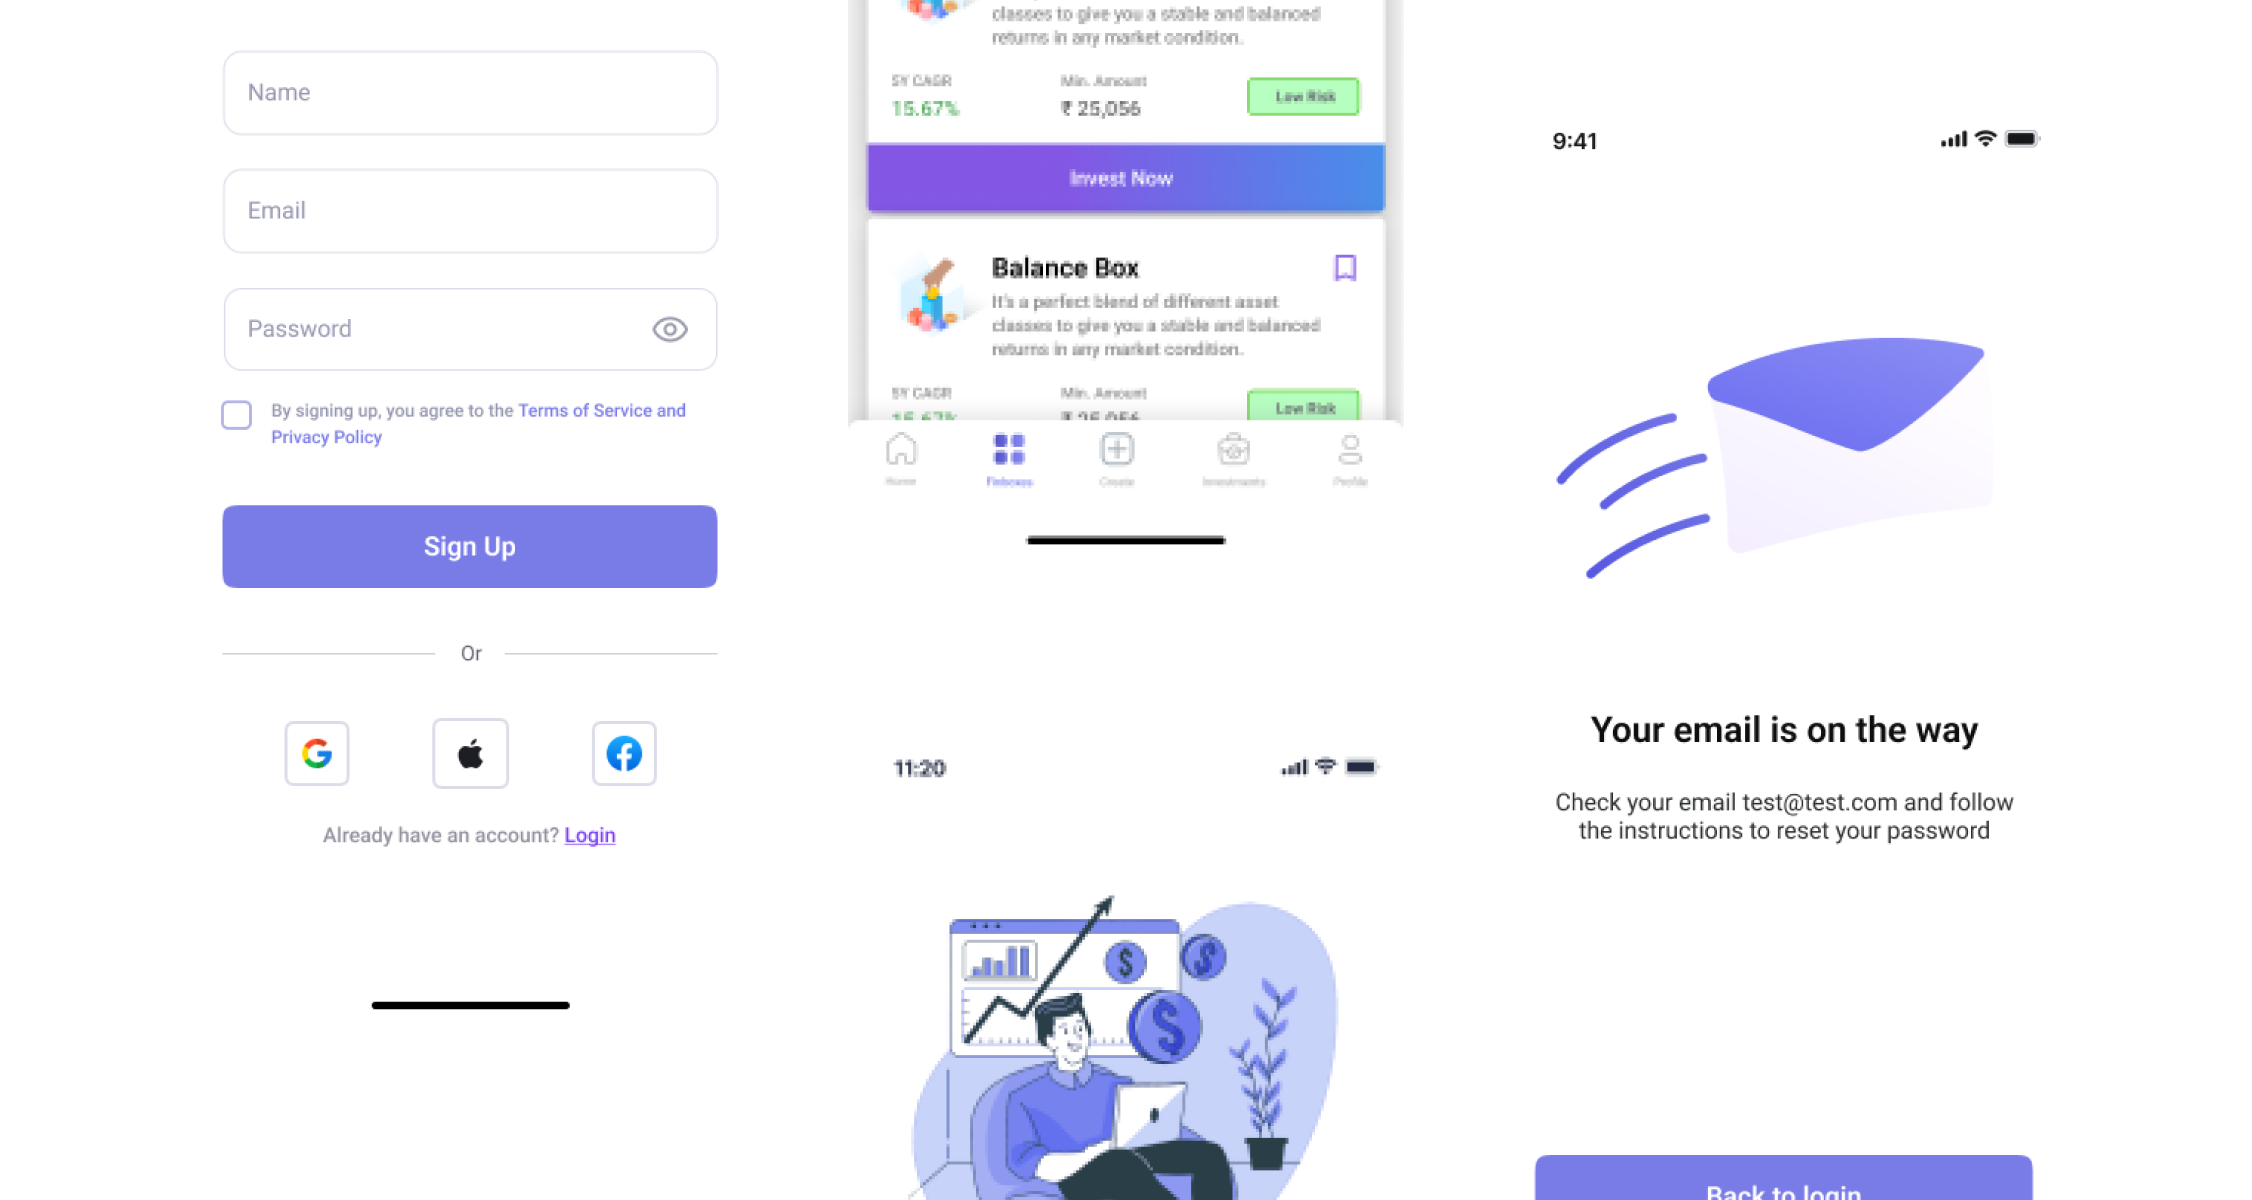 Name
Email
Password
By signing up, you agree to the Terms of Service and
Privacy Policy
Sign Up
Or
Already have an account? Login
classes to give you a stable and balanced
returns in any market condition.
5Y CAGR
Min. Amount
15.67%
₹ 25,056
Low Risk
Invest Now
Balance Box
It's a perfect blend of different asset
classes to give you a stable and balanced
returns in any market condition.
5Y CAGR
Min. Amount
15.67%
₹ 25,056
Low Risk
Home
Finboxes
Create
Investments
Profile
11:20
$
$
$
9:41
Your email is on the way
Check your email test@test.com and follow
the instructions to reset your password
Back to login